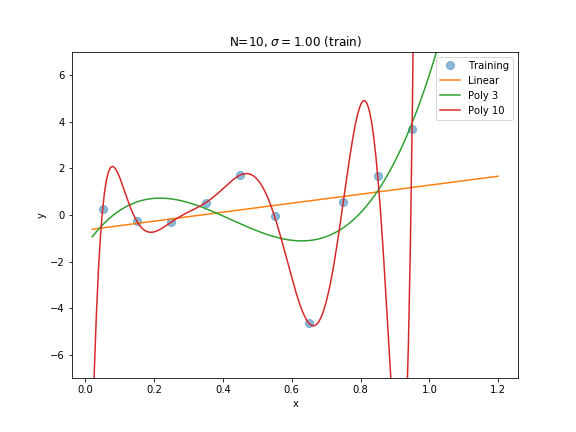 N=10, σ = 1.00 (train)
Training
Linear
Poly 3
Poly 10
y
6
4
2
0
−2
−4
−6
0.0 0.2 0.4 0.6 0.8 1.0 1.2
x